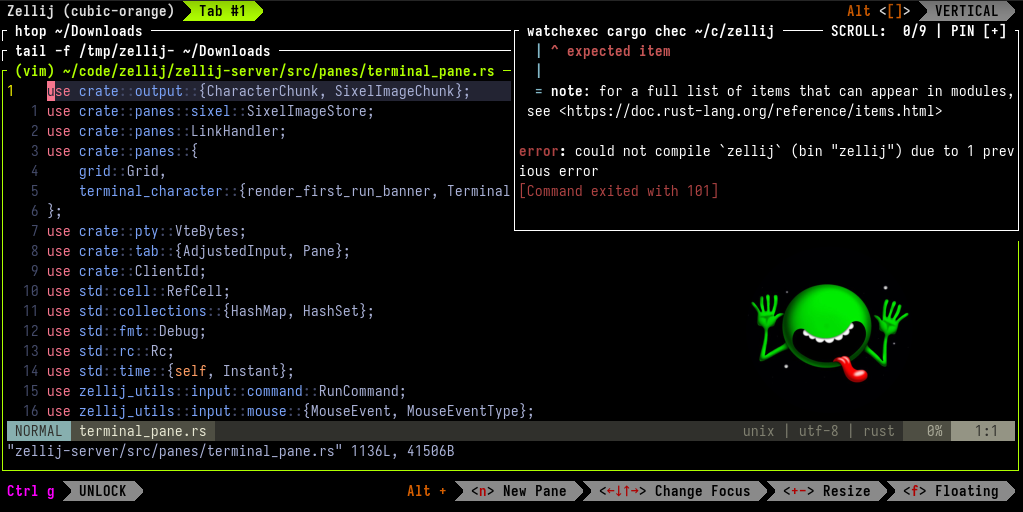 Zellij (cubic-orange) Tab #1 Alt <[]> VERTICAL
htop ~/Downloads
tail -f /tmp/zellij- ~/Downloads
(vim) ~/code/zellij/zellij-server/src/panes/terminal_pane.rs
1 use crate::output::{CharacterChunk, SixelImageChunk};
1 use crate::panes::sixel::SixelImageStore;
2 use crate::panes::LinkHandler;
3 use crate::panes::{
4 grid::Grid,
5 terminal_character::{render_first_run_banner, Terminal
6 };
7 use crate::pty::VteBytes;
8 use crate::tab::{AdjustedInput, Pane};
9 use crate::ClientId;
10 use std::cell::RefCell;
11 use std::collections::{HashMap, HashSet};
12 use std::fmt::Debug;
13 use std::rc::Rc;
14 use std::time::{self, Instant};
15 use zellij_utils::input::command::RunCommand;
16 use zellij_utils::input::mouse::{MouseEvent, MouseEventType};
NORMAL terminal_pane.rs unix | utf-8 | rust 0% 1:1
"zellij-server/src/panes/terminal_pane.rs" 1136L, 41506B
watchexec cargo chec ~/c/zellij SCROLL: 0/9 | PIN [+]
| ^ expected item
|
= note: for a full list of items that can appear in modules,
see <https://doc.rust-lang.org/reference/items.html>
error: could not compile `zellij` (bin "zellij") due to 1 prev
ious error
[Command exited with 101]
Ctrl g UNLOCK Alt + <n> New Pane <←↓↑→> Change Focus <+-> Resize <f> Floating